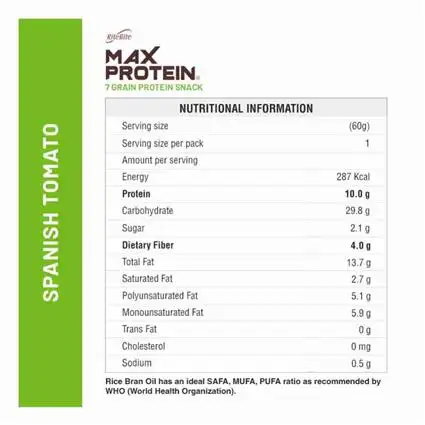 RiteBite
MAX
PROTEIN®
7 GRAIN PROTEIN SNACK
SPANISH TOMATO
NUTRITIONAL INFORMATION
Serving size (60g)
Serving size per pack 1
Amount per serving
Energy 287 Kcal
Protein 10.0 g
Carbohydrate 29.8 g
Sugar 2.1 g
Dietary Fiber 4.0 g
Total Fat 13.7 g
Saturated Fat 2.7 g
Polyunsaturated Fat 5.1 g
Monounsaturated Fat 5.9 g
Trans Fat 0 g
Cholesterol 0 mg
Sodium 0.5 g
Rice Bran Oil has an ideal SAFA, MUFA, PUFA ratio as recommended by
WHO (World Health Organization).